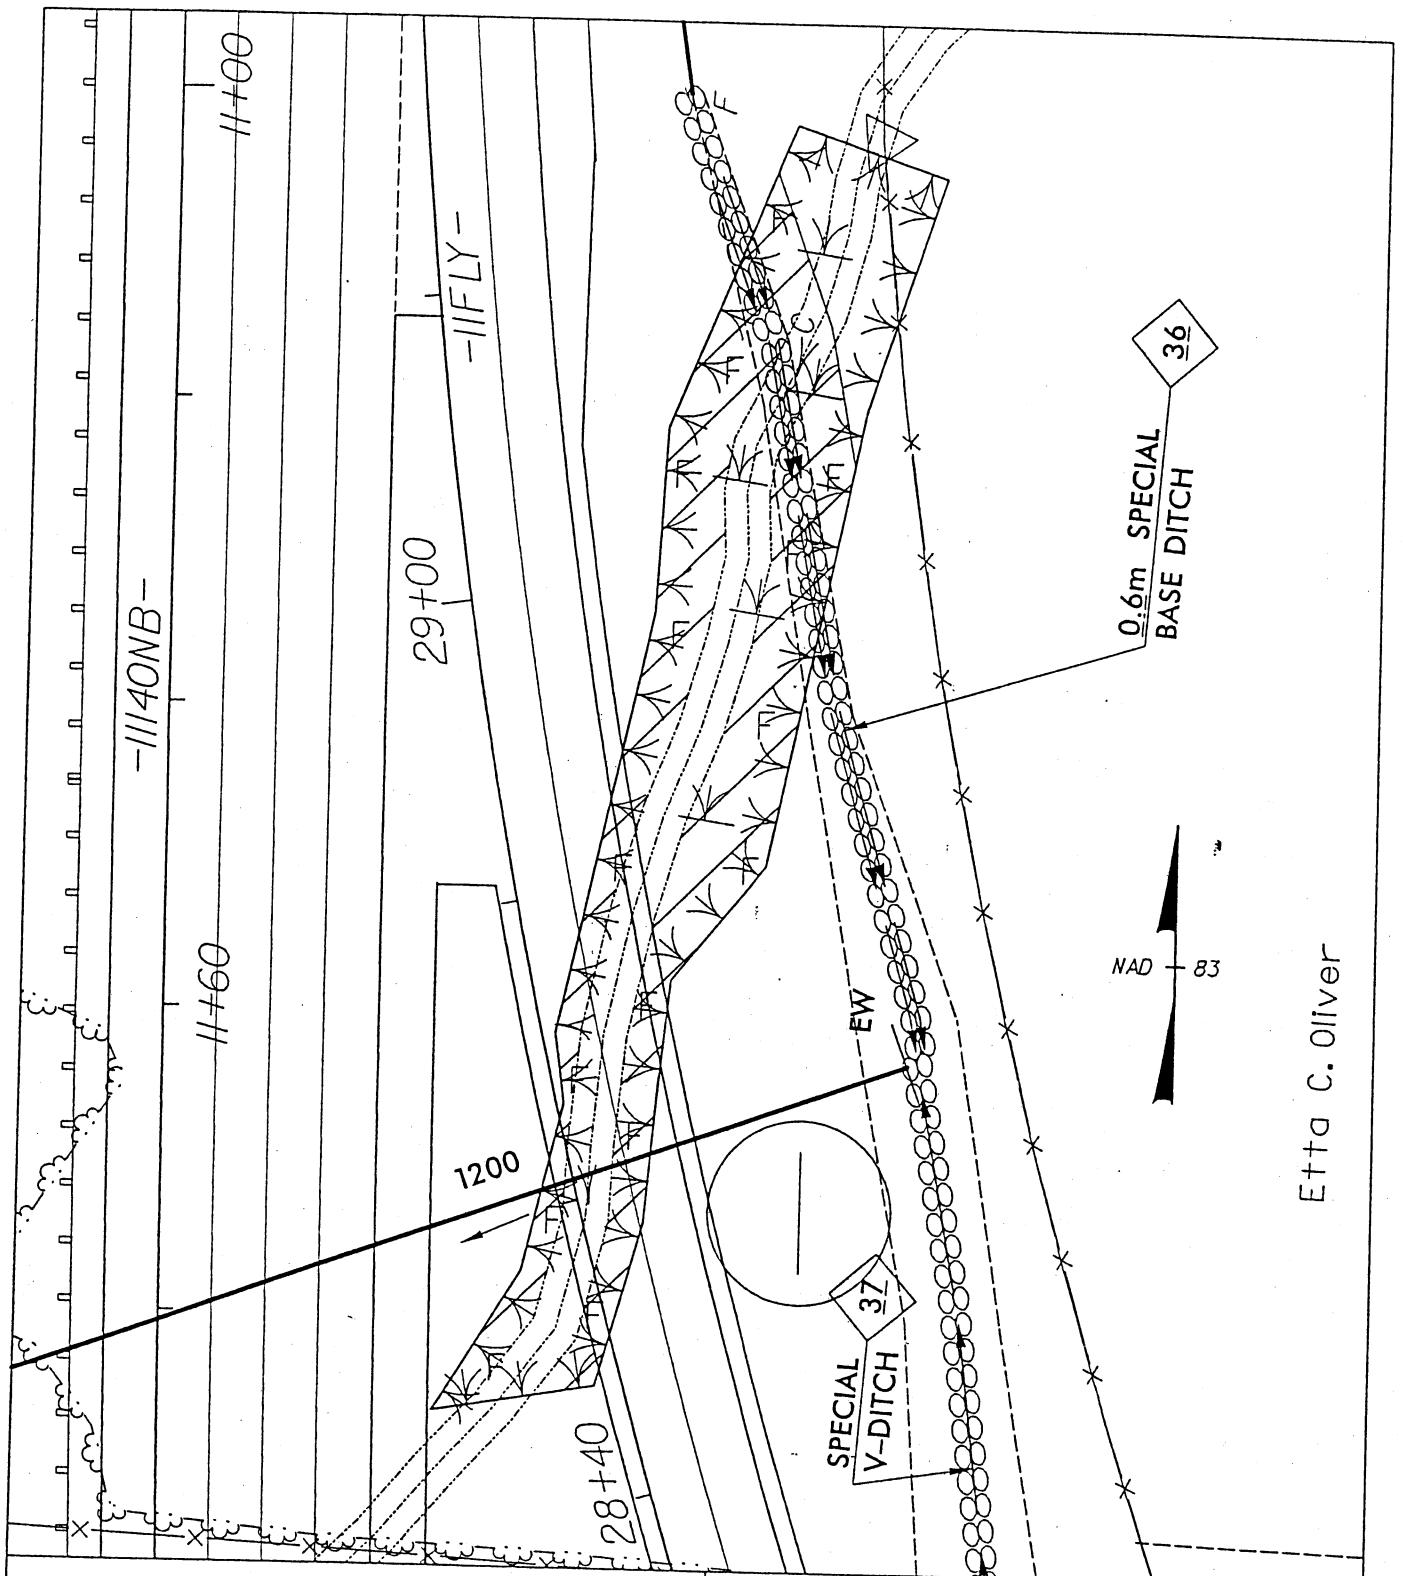 11+00
-11FLY-
F
C
36
0.6m SPECIAL
BASE DITCH
29+00
-11140NB-
F
F
E
F
F
11+60
NAD 83
EW
Etta C. Oliver
1200
F
37
SPECIAL
V-DITCH
28+40